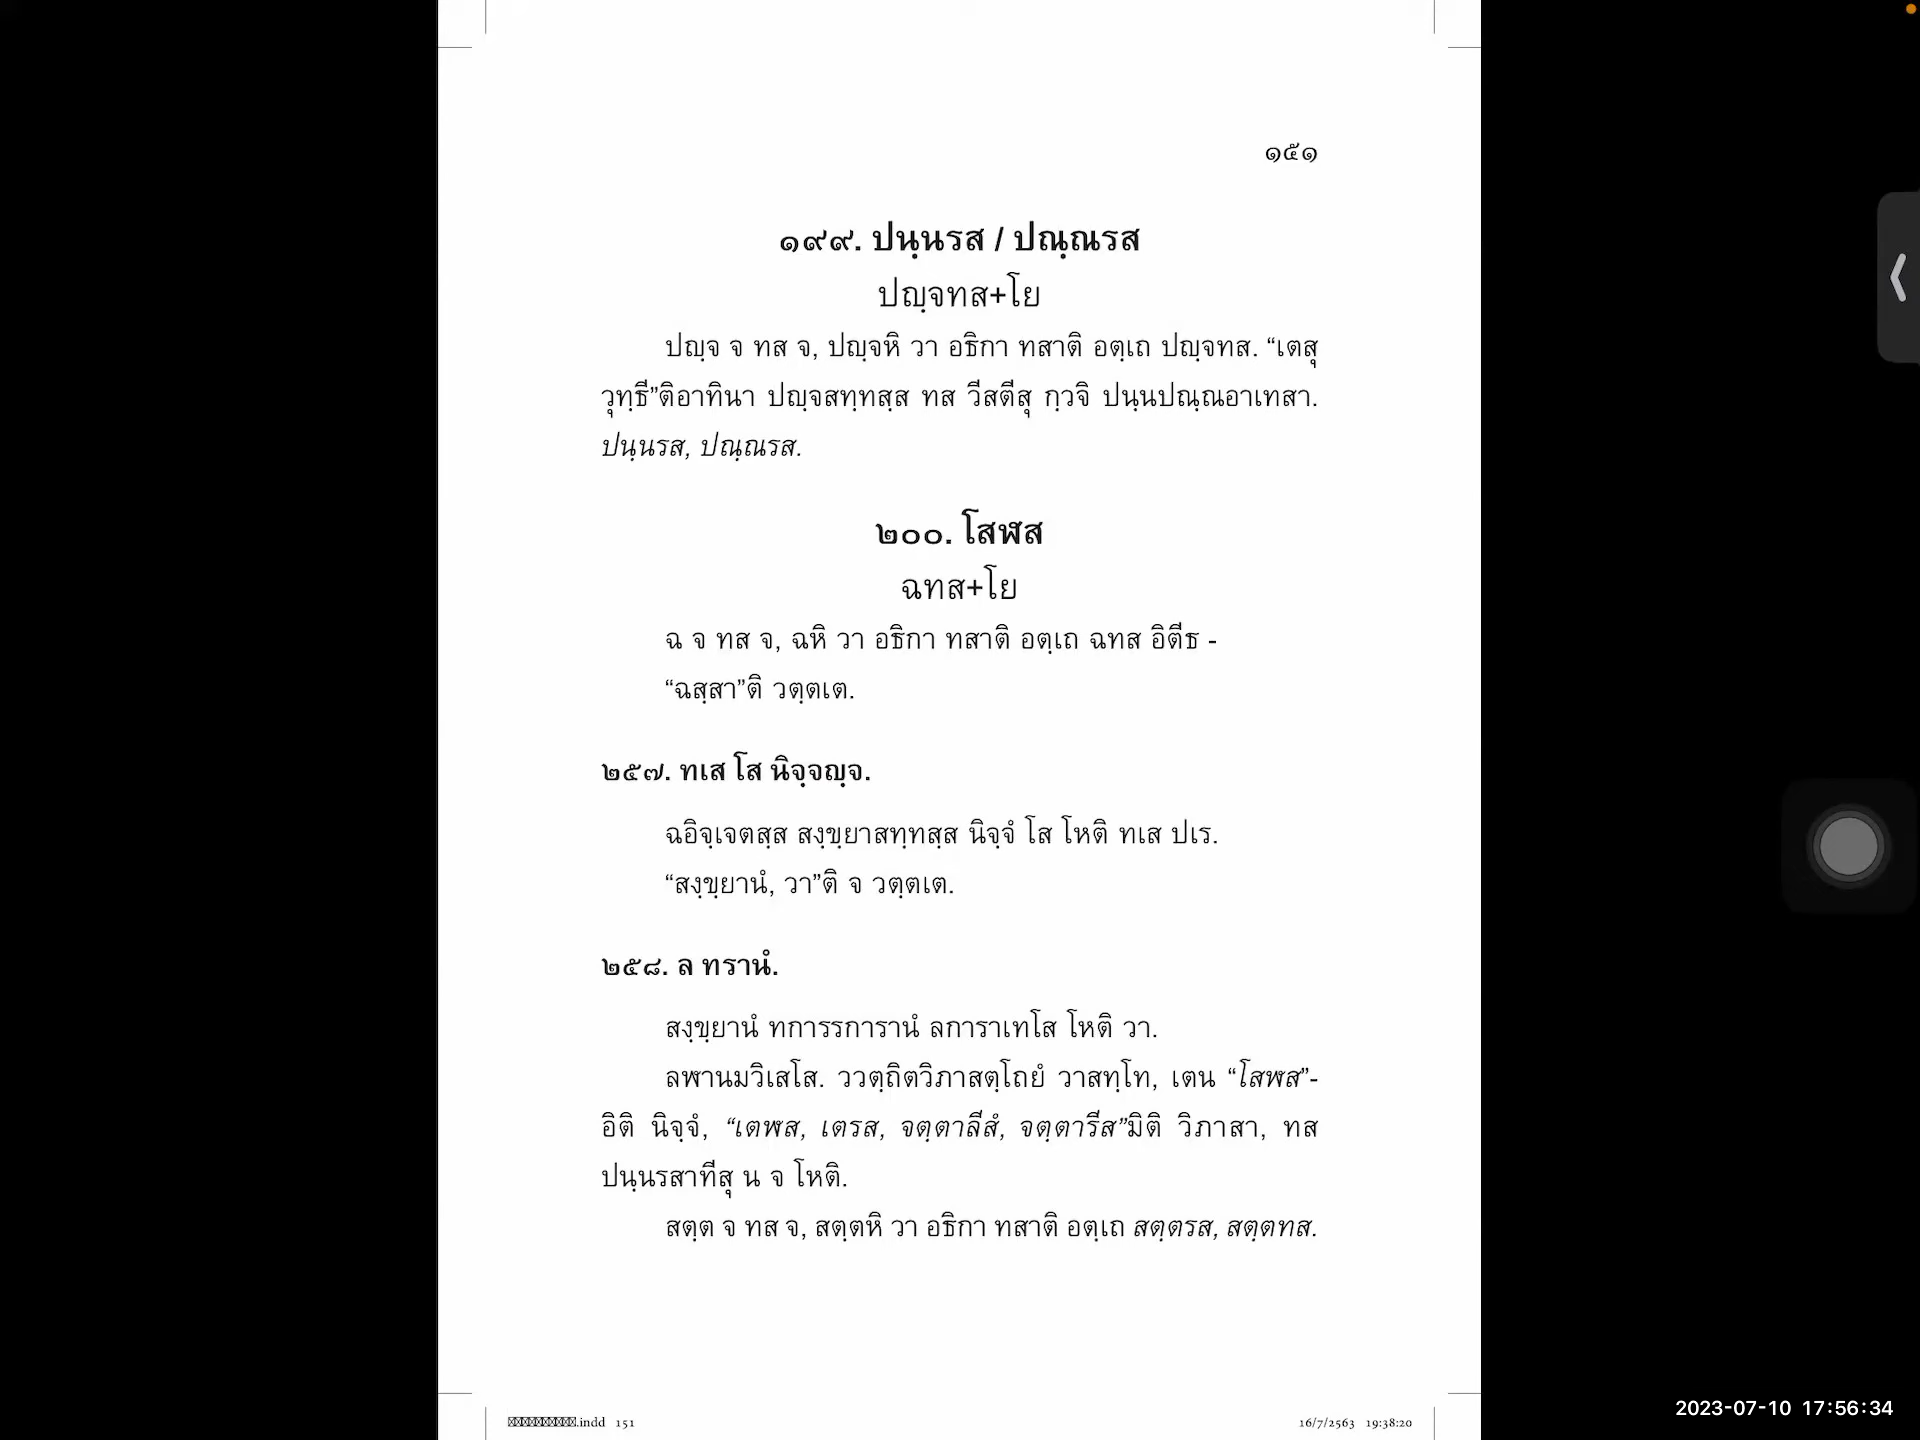 ๑๕๑
๑๙๙. ปนฺนรส / ปณฺณรส
ปญฺจทส+โย
ปญฺจ จ ทส จ, ปญฺจหิ วา อธิกา ทสาติ อตฺเถ ปญฺจทส. “เตสุ
วุทฺธี”ติอาทินา ปญฺจสทฺทสฺส ทส วีสตีสุ กฺวจิ ปนฺนปณฺณอาเทสา.
ปนฺนรส, ปณฺณรส.
๒๐๐. โสฬส
ฉทส+โย
ฉ จ ทส จ, ฉหิ วา อธิกา ทสาติ อตฺเถ ฉทส อิตีธ -
“ฉสฺสา”ติ วตฺตเต.
๒๕๗. ทเส โส นิจฺจญฺจ.
ฉอิจฺเจตสฺส สงฺขฺยาสทฺทสฺส นิจฺจํ โส โหติ ทเส ปเร.
“สงฺขฺยานํ, วา”ติ จ วตฺตเต.
๒๕๘. ล ทรานํ.
สงฺขฺยานํ ทการรการานํ ลการาเทโส โหติ วา.
ลฬานมวิเสโส. ววตฺถิตวิภาสตฺโถยํ วาสทฺโท, เตน “โสฬส”-
อิติ นิจฺจํ, “เตฬส, เตรส, จตฺตาลีสํ, จตฺตารีส”มิติ วิภาสา, ทส
ปนฺนรสาทีสุ น จ โหติ.
สตฺต จ ทส จ, สตฺตหิ วา อธิกา ทสาติ อตฺเถ สตฺตรส, สตฺตทส.
.indd 151
16/7/2563 19:38:20
2023-07-10 17:56:34